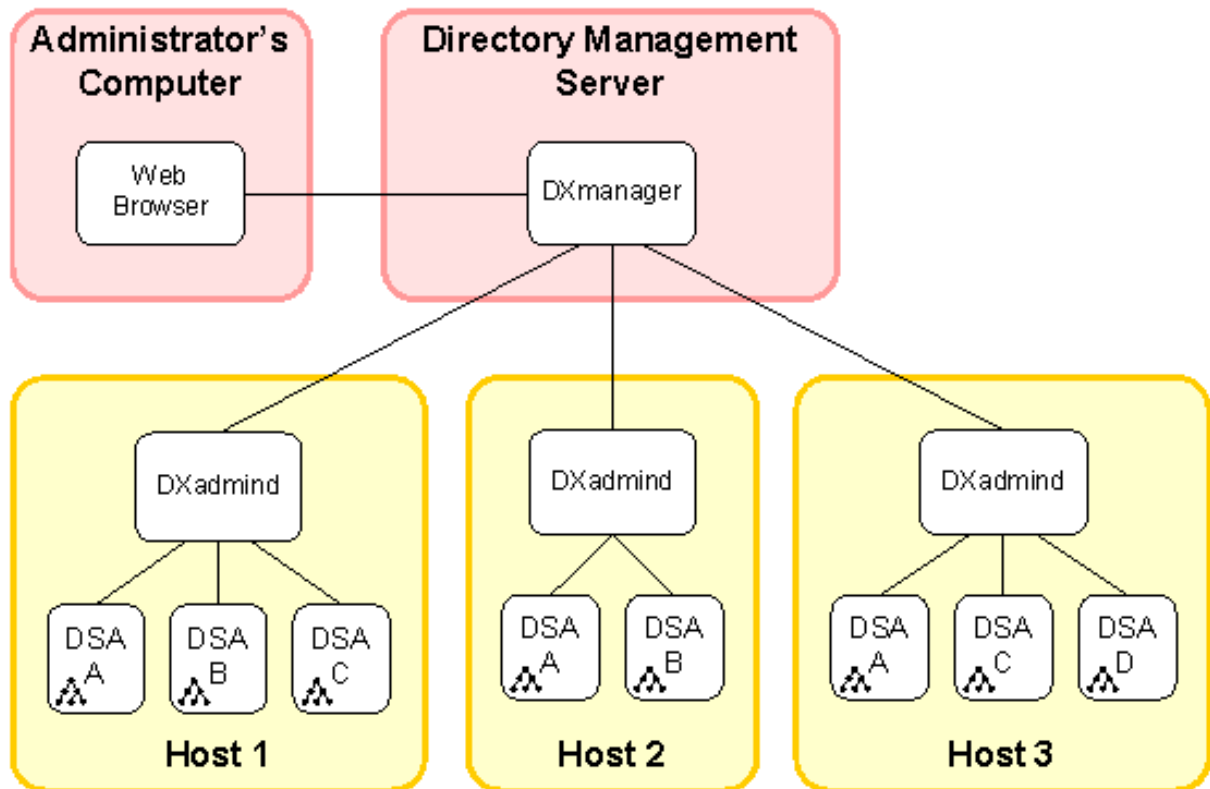 Administrator's
Computer
Directory Management
Server
Web
Browser
DXmanager
DXadmind
DXadmind
DXadmind
DSA
A
DSA
B
DSA
C
DSA
A
DSA
B
DSA
A
DSA
C
DSA
D
Host 1
Host 2
Host 3